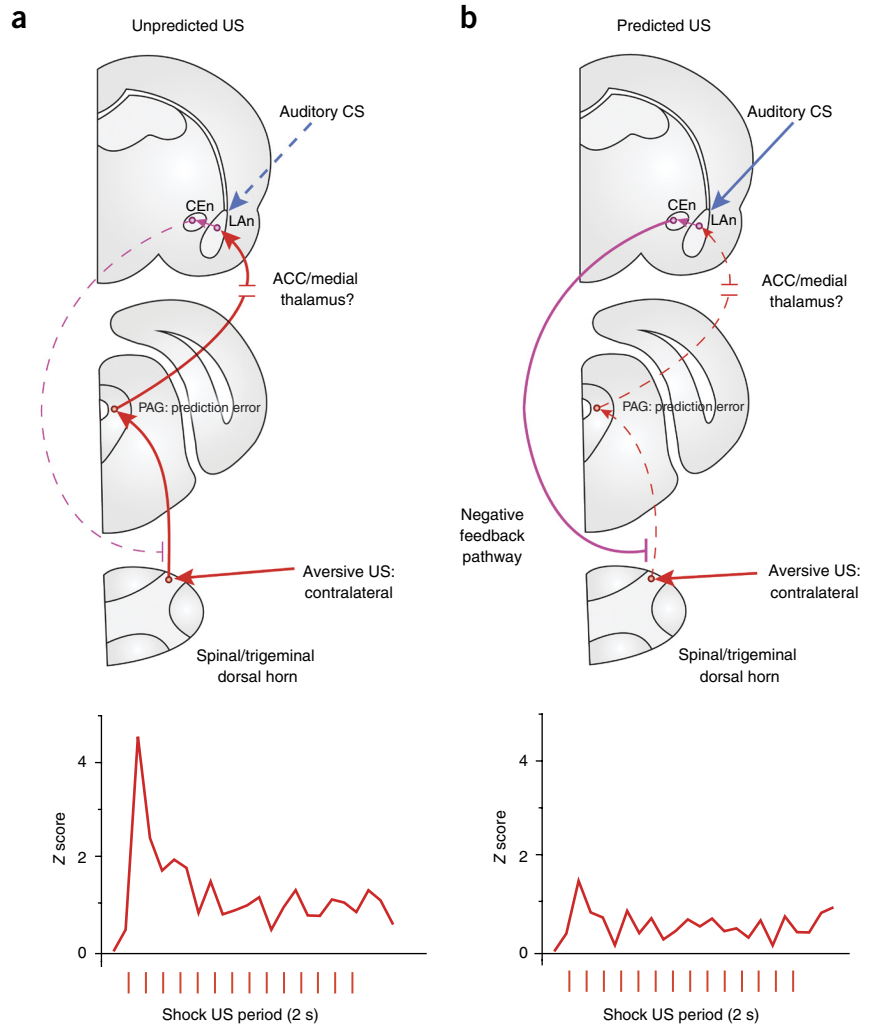 a
Unpredicted US
Auditory CS
CEn
LAn
ACC/medial
thalamus?
PAG: prediction error
Aversive US:
contralateral
Spinal/trigeminal
dorsal horn
4
2
0
Z score
Shock US period (2 s)
b
Predicted US
Auditory CS
CEn
LAn
ACC/medial
thalamus?
PAG: prediction error
Negative
feedback
pathway
Aversive US:
contralateral
Spinal/trigeminal
dorsal horn
4
2
0
Z score
Shock US period (2 s)